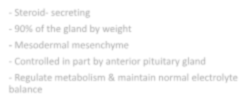 - Steroid- secreting
- 90% of the gland by weight
- Mesodermal mesenchyme
- Controlled in part by anterior pituitary gland
- Regulate metabolism & maintain normal electrolyte
balance